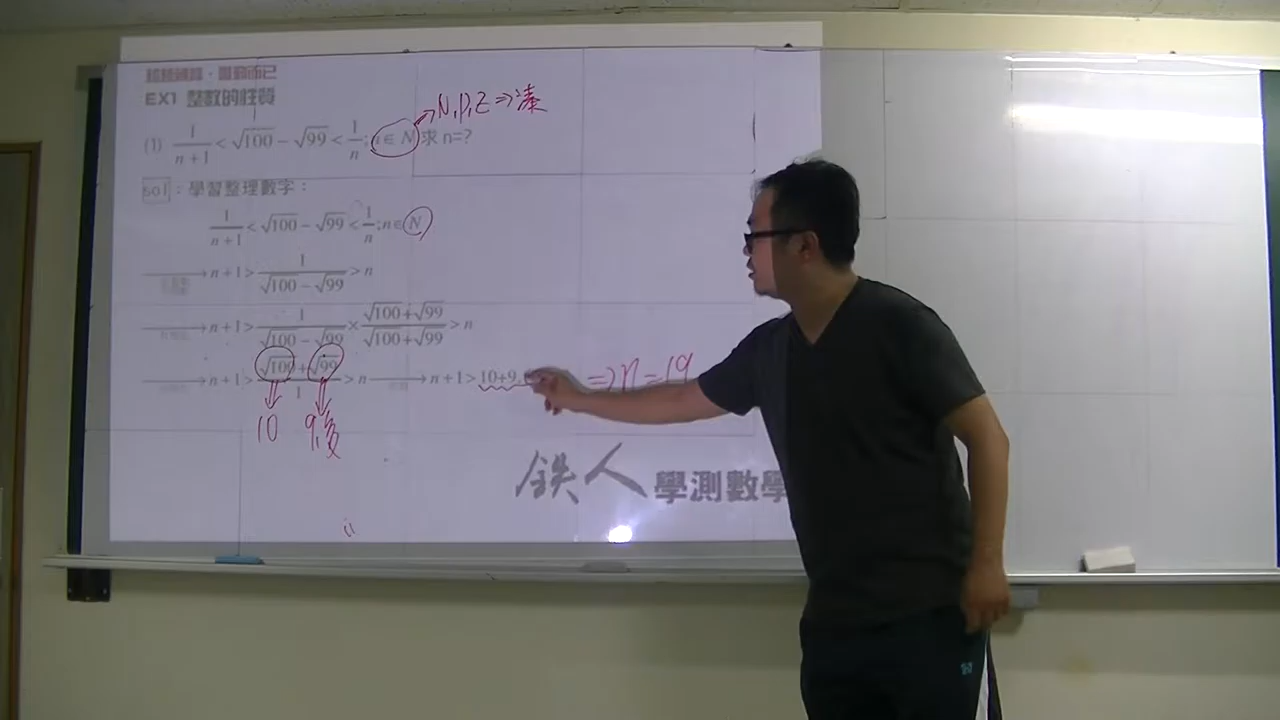 EX1 整數的性質
N,P,Z⇒湊
(1) 1/(n+1) < √100 − √99 < 1/n; n ∈ N 求 n=?
sol：學習整理數字：
1/(n+1) < √100 − √99 < 1/n; n ∈ N
→ n+1 > 1/(√100 − √99) > n
→ n+1 > 1/(√100 − √99) × (√100 + √99)/(√100 + √99) > n
→ n+1 > (√100 + √99)/1 > n → n+1 > 10+9. ⇒ n = 19
10 9多
鉄人 學測數學